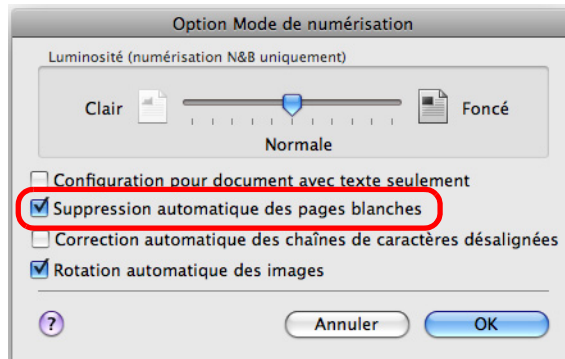 Option Mode de numérisation
Luminosité (numérisation N&B uniquement)
Clair Foncé
Normale
Configuration pour document avec texte seulement
Suppression automatique des pages blanches
Correction automatique des chaînes de caractères désalignées
Rotation automatique des images
? Annuler OK